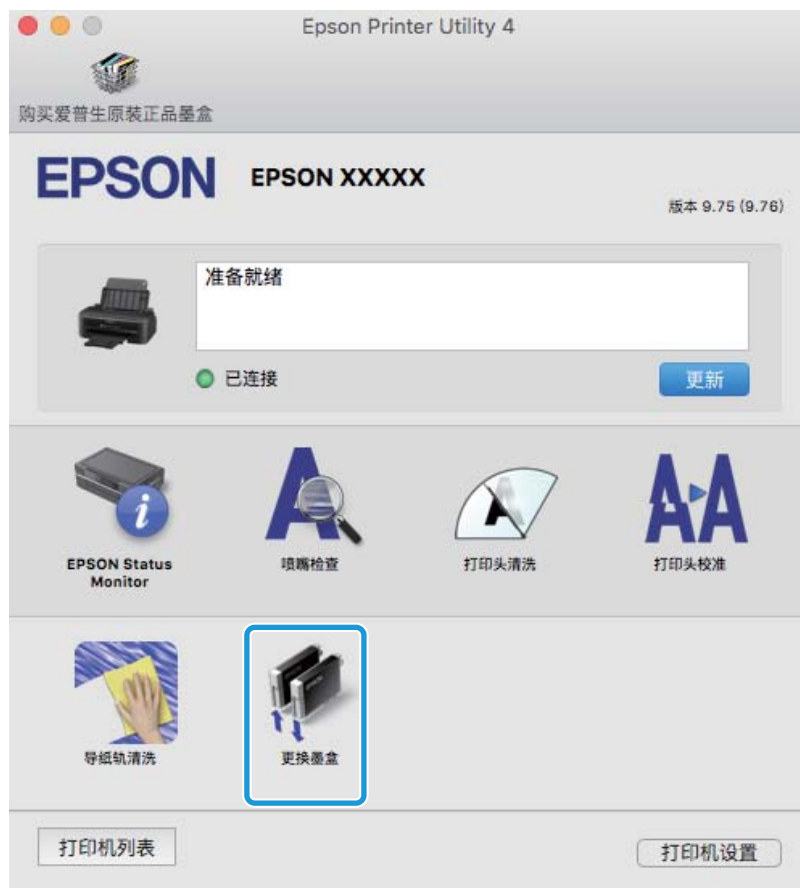 Epson Printer Utility 4
购买爱普生原装正品墨盒
EPSON
EPSON XXXXX
版本 9.75 (9.76)
准备就绪
已连接
更新
EPSON Status
Monitor
喷嘴检查
打印头清洗
打印头校准
导纸轨清洗
更换墨盒
打印机列表
打印机设置